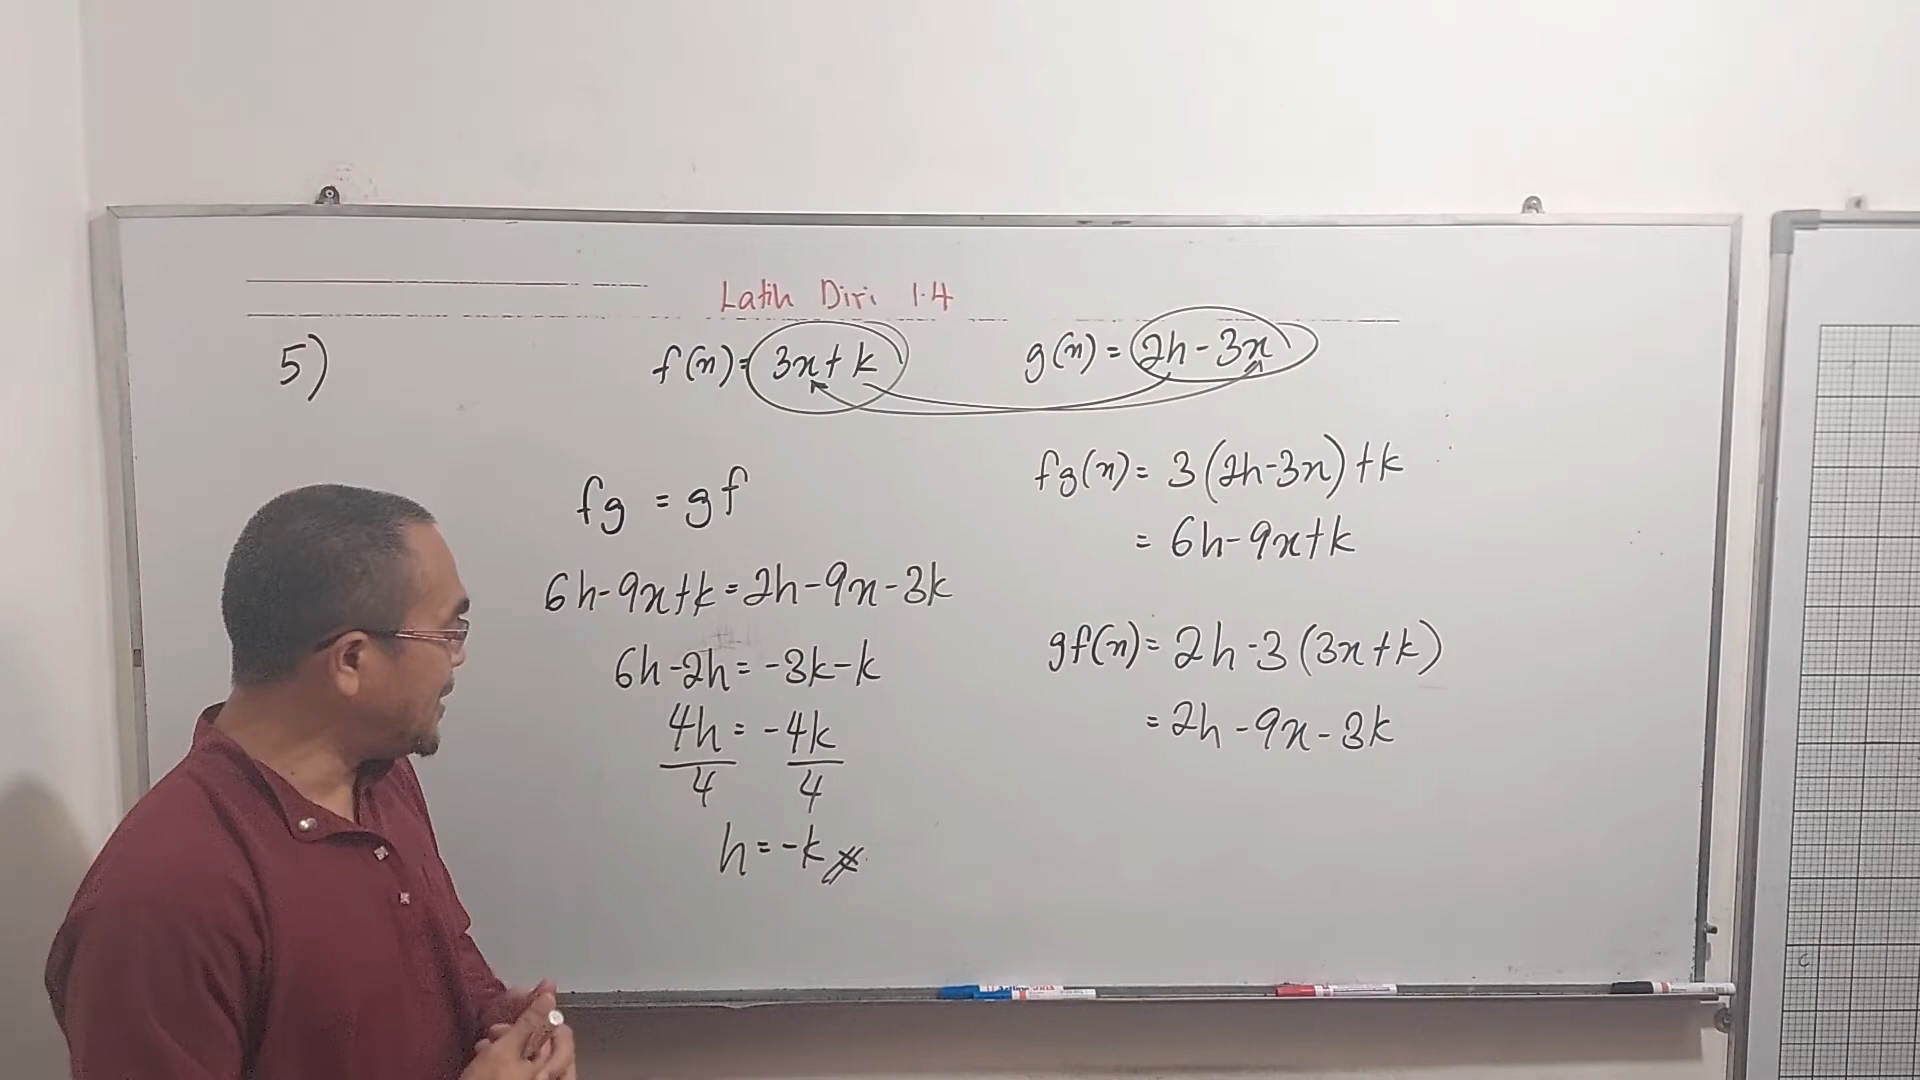 Latih Diri 1.4
5) f(x) = 3x + k g(x) = 2h - 3x
fg = gf
6h - 9x + k = 2h - 9x - 3k
6h - 2h = -3k - k
4h/4 = -4k/4
h = -k
fg(x) = 3(2h - 3x) + k
= 6h - 9x + k
gf(x) = 2h - 3(3x + k)
= 2h - 9x - 3k
C